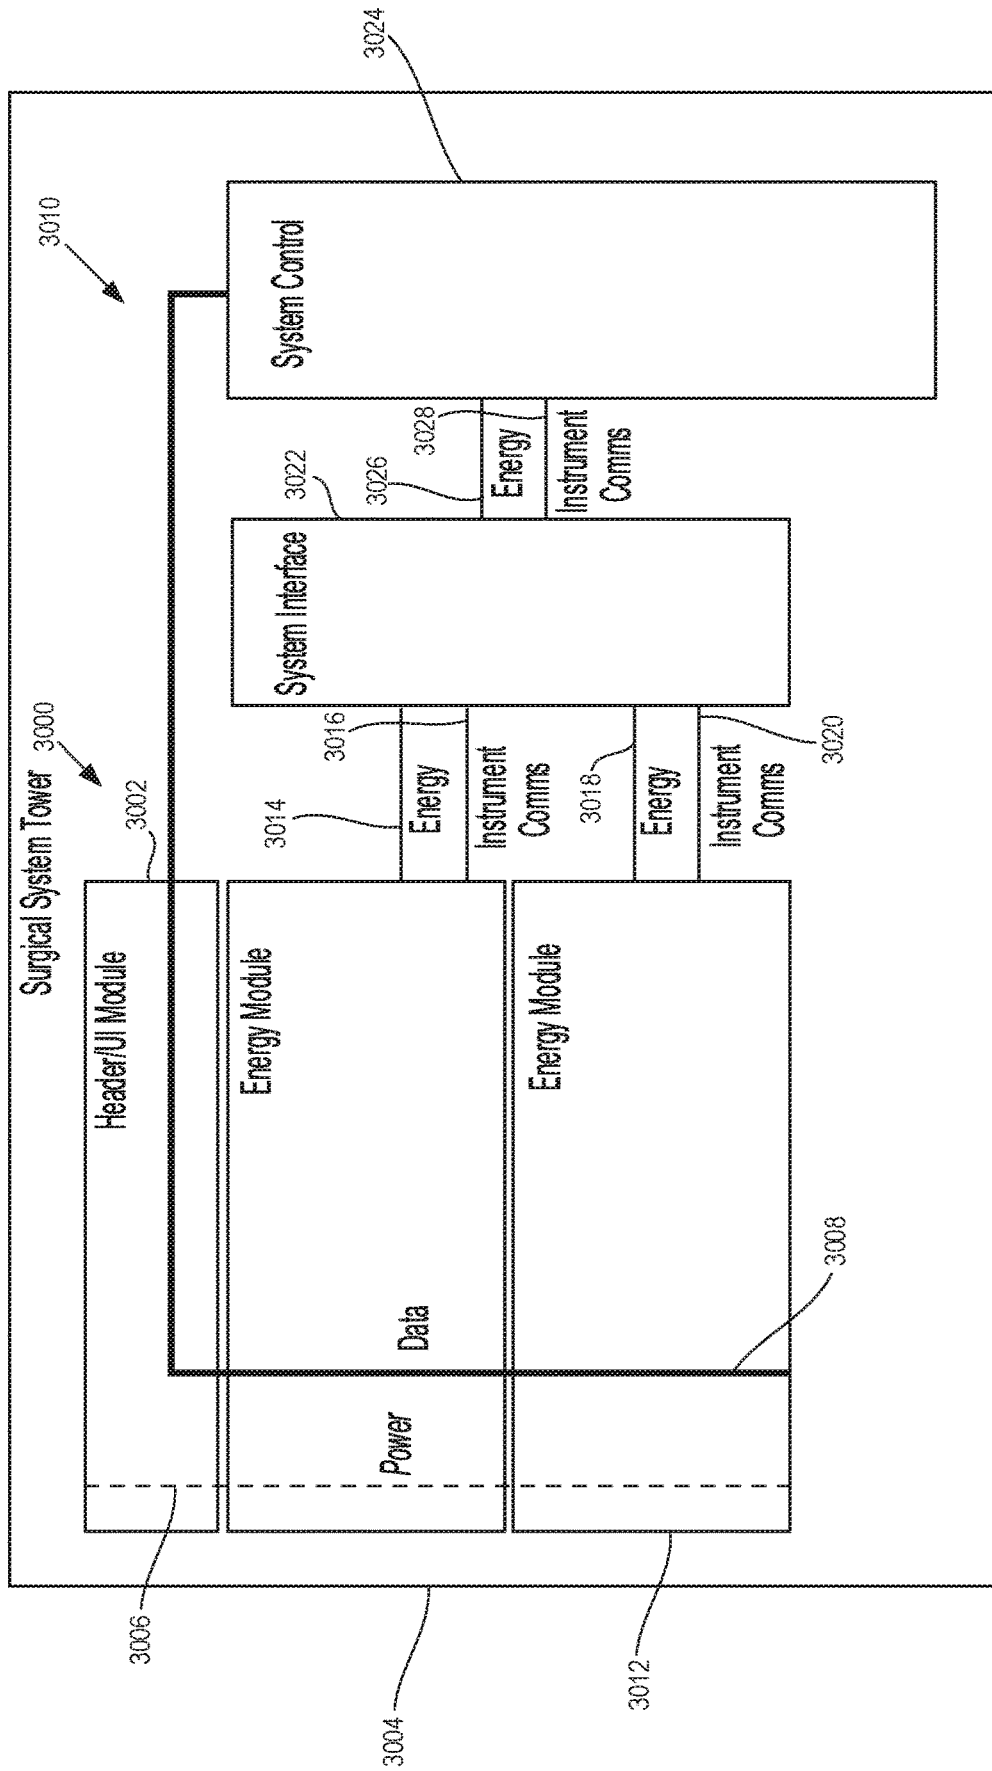 Surgical System Tower
3000
3010
3002
Header/UI Module
3006
Energy Module
3014
System Interface
3022
System Control
3016
3026
3024
3004
Power
Data
Energy
3028
Instrument
Comms
Energy
Instrument
Comms
Energy Module
3018
3012
Energy
Instrument
Comms
3020
3008